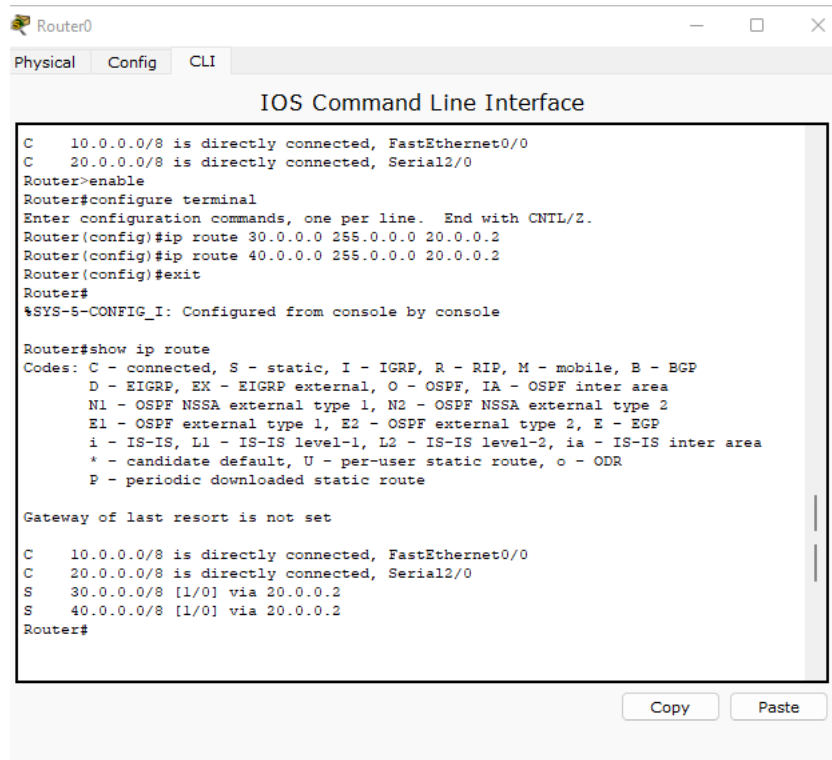 Router0
Physical Config CLI
IOS Command Line Interface
C    10.0.0.0/8 is directly connected, FastEthernet0/0
C    20.0.0.0/8 is directly connected, Serial2/0
Router>enable
Router#configure terminal
Enter configuration commands, one per line.  End with CNTL/Z.
Router(config)#ip route 30.0.0.0 255.0.0.0 20.0.0.2
Router(config)#ip route 40.0.0.0 255.0.0.0 20.0.0.2
Router(config)#exit
Router#
%SYS-5-CONFIG_I: Configured from console by console
Router#show ip route
Codes: C - connected, S - static, I - IGRP, R - RIP, M - mobile, B - BGP
       D - EIGRP, EX - EIGRP external, O - OSPF, IA - OSPF inter area
       N1 - OSPF NSSA external type 1, N2 - OSPF NSSA external type 2
       E1 - OSPF external type 1, E2 - OSPF external type 2, E - EGP
       i - IS-IS, L1 - IS-IS level-1, L2 - IS-IS level-2, ia - IS-IS inter area
       * - candidate default, U - per-user static route, o - ODR
       P - periodic downloaded static route
Gateway of last resort is not set
C    10.0.0.0/8 is directly connected, FastEthernet0/0
C    20.0.0.0/8 is directly connected, Serial2/0
S    30.0.0.0/8 [1/0] via 20.0.0.2
S    40.0.0.0/8 [1/0] via 20.0.0.2
Router#
Copy Paste